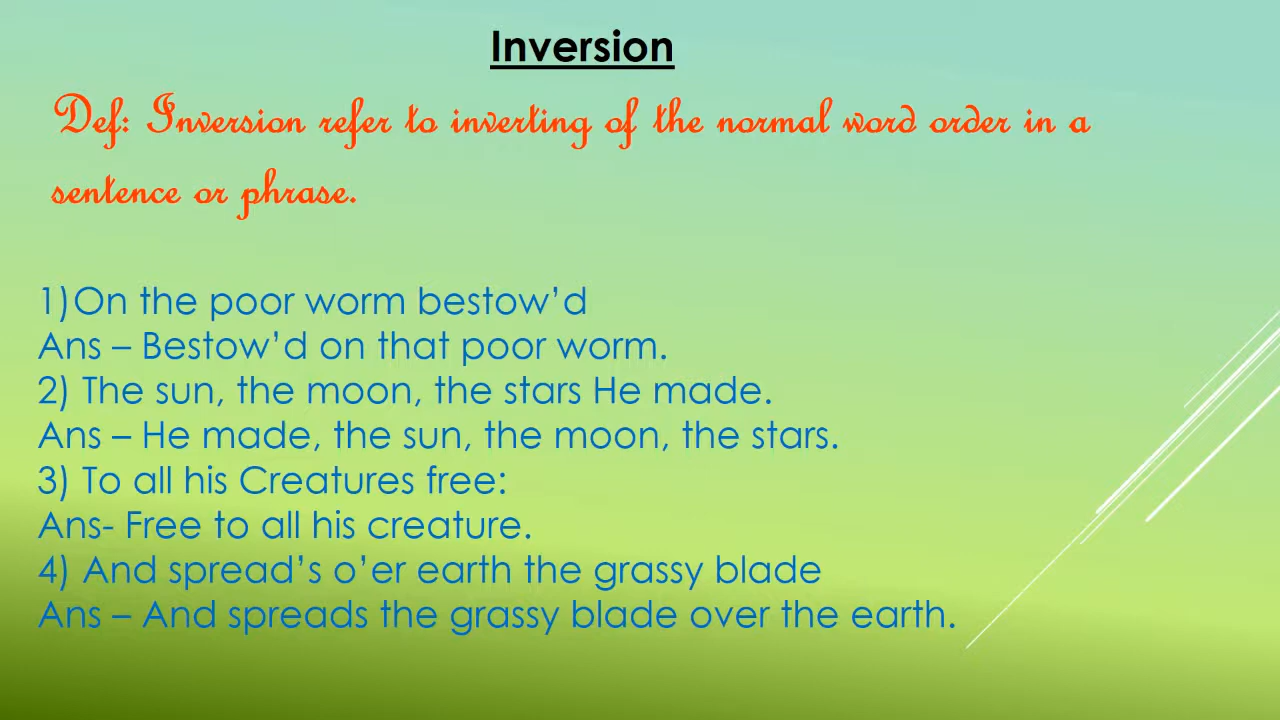 Inversion
Def: Inversion refer to inverting of the normal word order in a
sentence or phrase.
1)On the poor worm bestow’d
Ans – Bestow’d on that poor worm.
2) The sun, the moon, the stars He made.
Ans – He made, the sun, the moon, the stars.
3) To all his Creatures free:
Ans- Free to all his creature.
4) And spread’s o’er earth the grassy blade
Ans – And spreads the grassy blade over the earth.